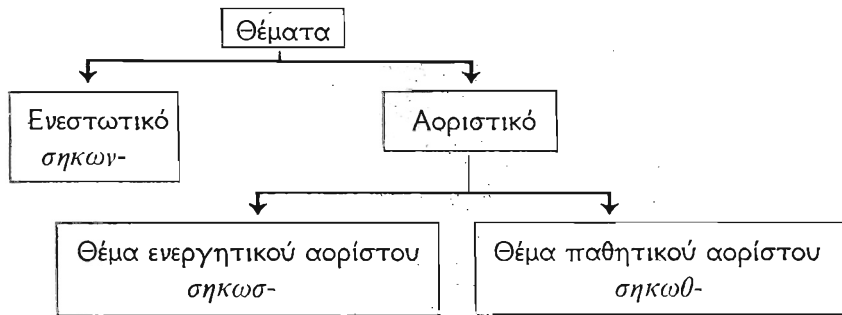 Θέματα
Ενεστωτικό
σηκων-
Αοριστικό
Θέμα ενεργητικού αορίστου
σηκωσ-
Θέμα παθητικού αορίστου
σηκωθ-